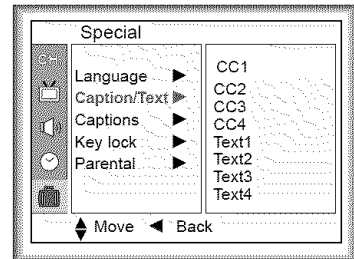 Special
CH
Language
Caption/Text
Captions
Key lock
Parental
CC1
CC2
CC3
CC4
Text1
Text2
Text3
Text4
Move Back